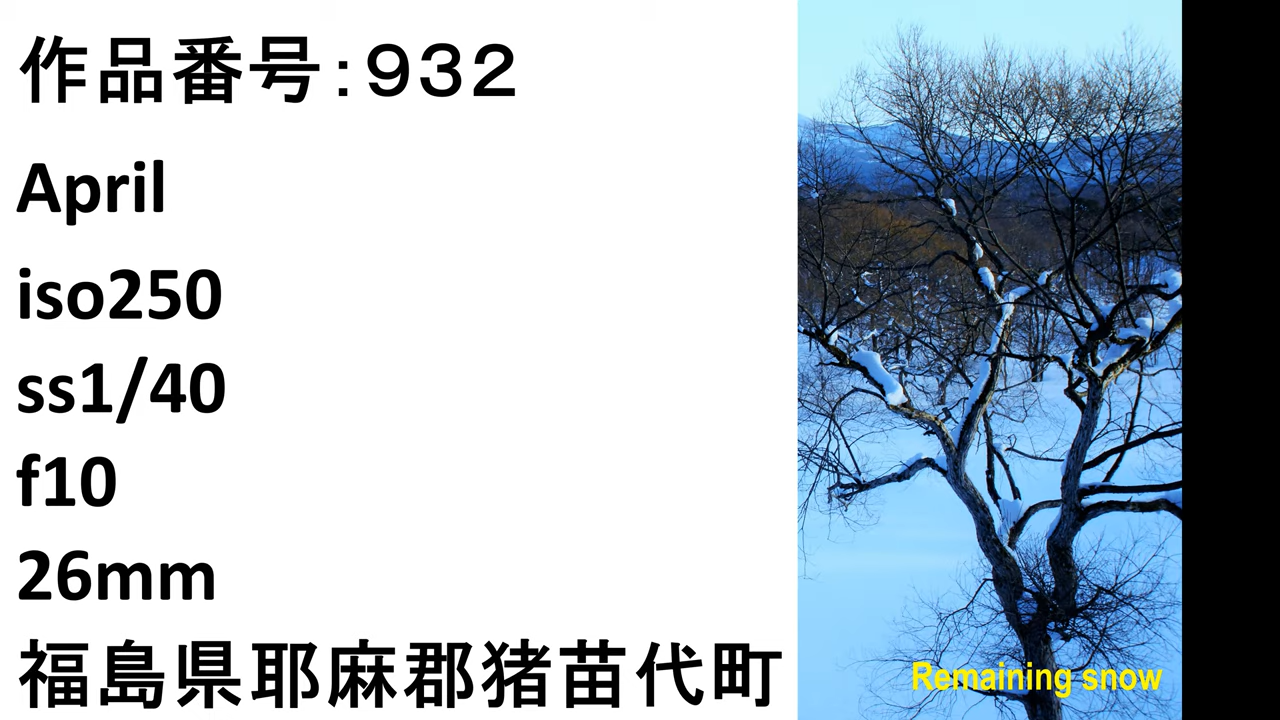 作品番号：９３２
April
iso250
ss1/40
f10
26mm
福島県耶麻郡猪苗代町
Remaining snow